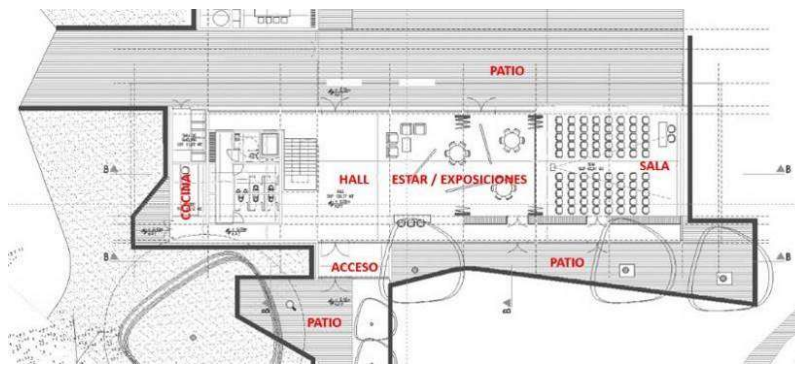 PATIO
HALL
ESTAR / EXPOSICIONES
SALA
COCINA
B
B
ACCESO
PATIO
B
B
B
B
PATIO